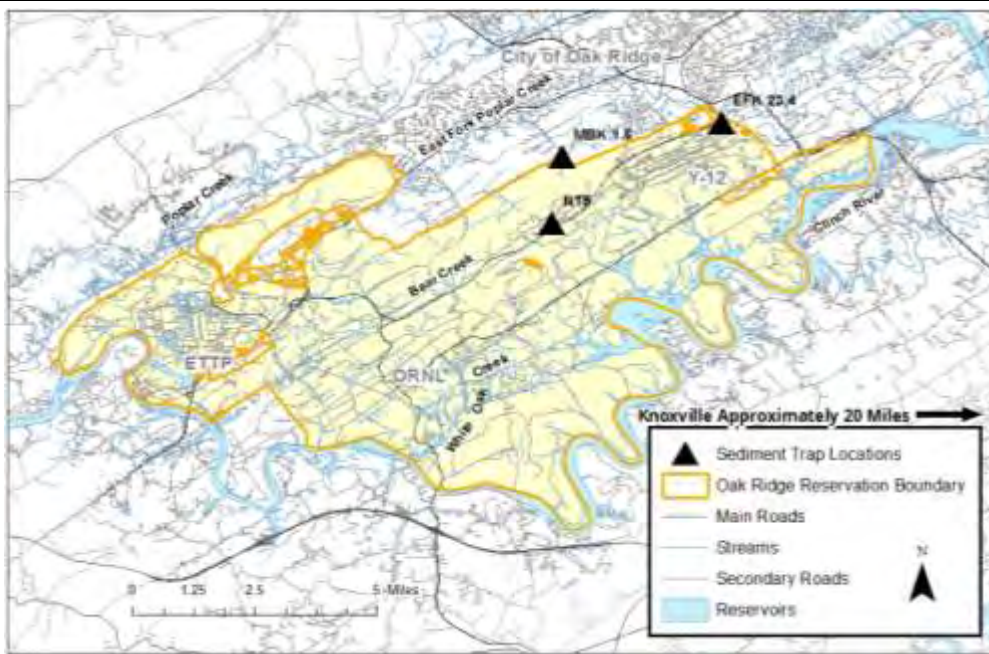 City of Oak Ridge
EFK 23.4
East Fork Poplar Creek
MBK 1.6
Poplar Creek
Y-12
NT5
Clinch River
Bear Creek
ETTP
ORNL
White Oak Creek
Knoxville Approximately 20 Miles
Sediment Trap Locations
Oak Ridge Reservation Boundary
Main Roads
Streams
Secondary Roads
Reservoirs
N
0 1.25 2.5 5 Miles